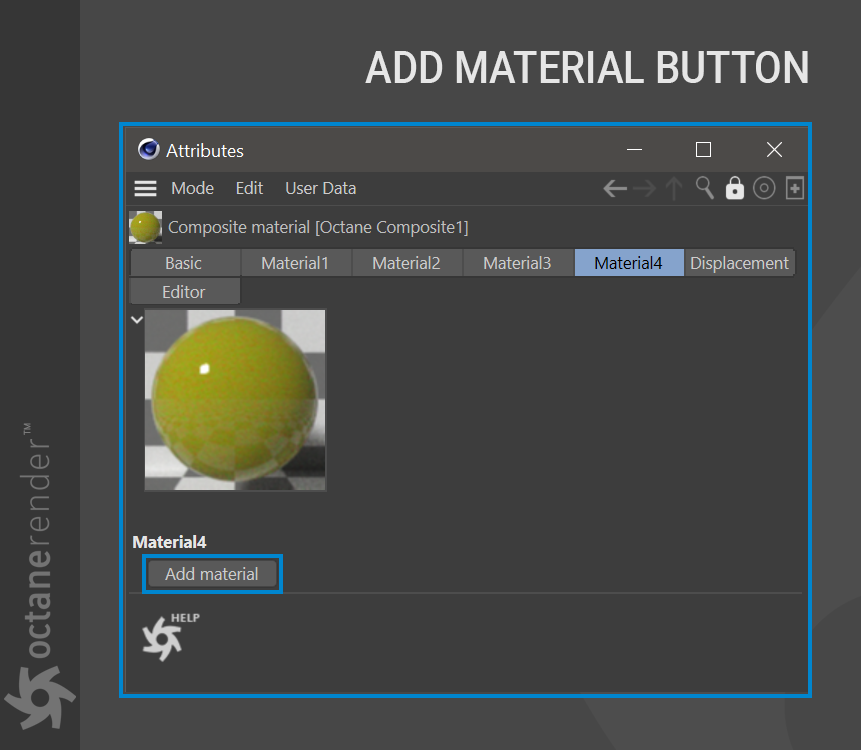 ADD MATERIAL BUTTON
Attributes
Mode Edit User Data
Composite material [Octane Composite1]
Basic Material1 Material2 Material3 Material4 Displacement
Editor
Material4
Add material
HELP
octanerender™